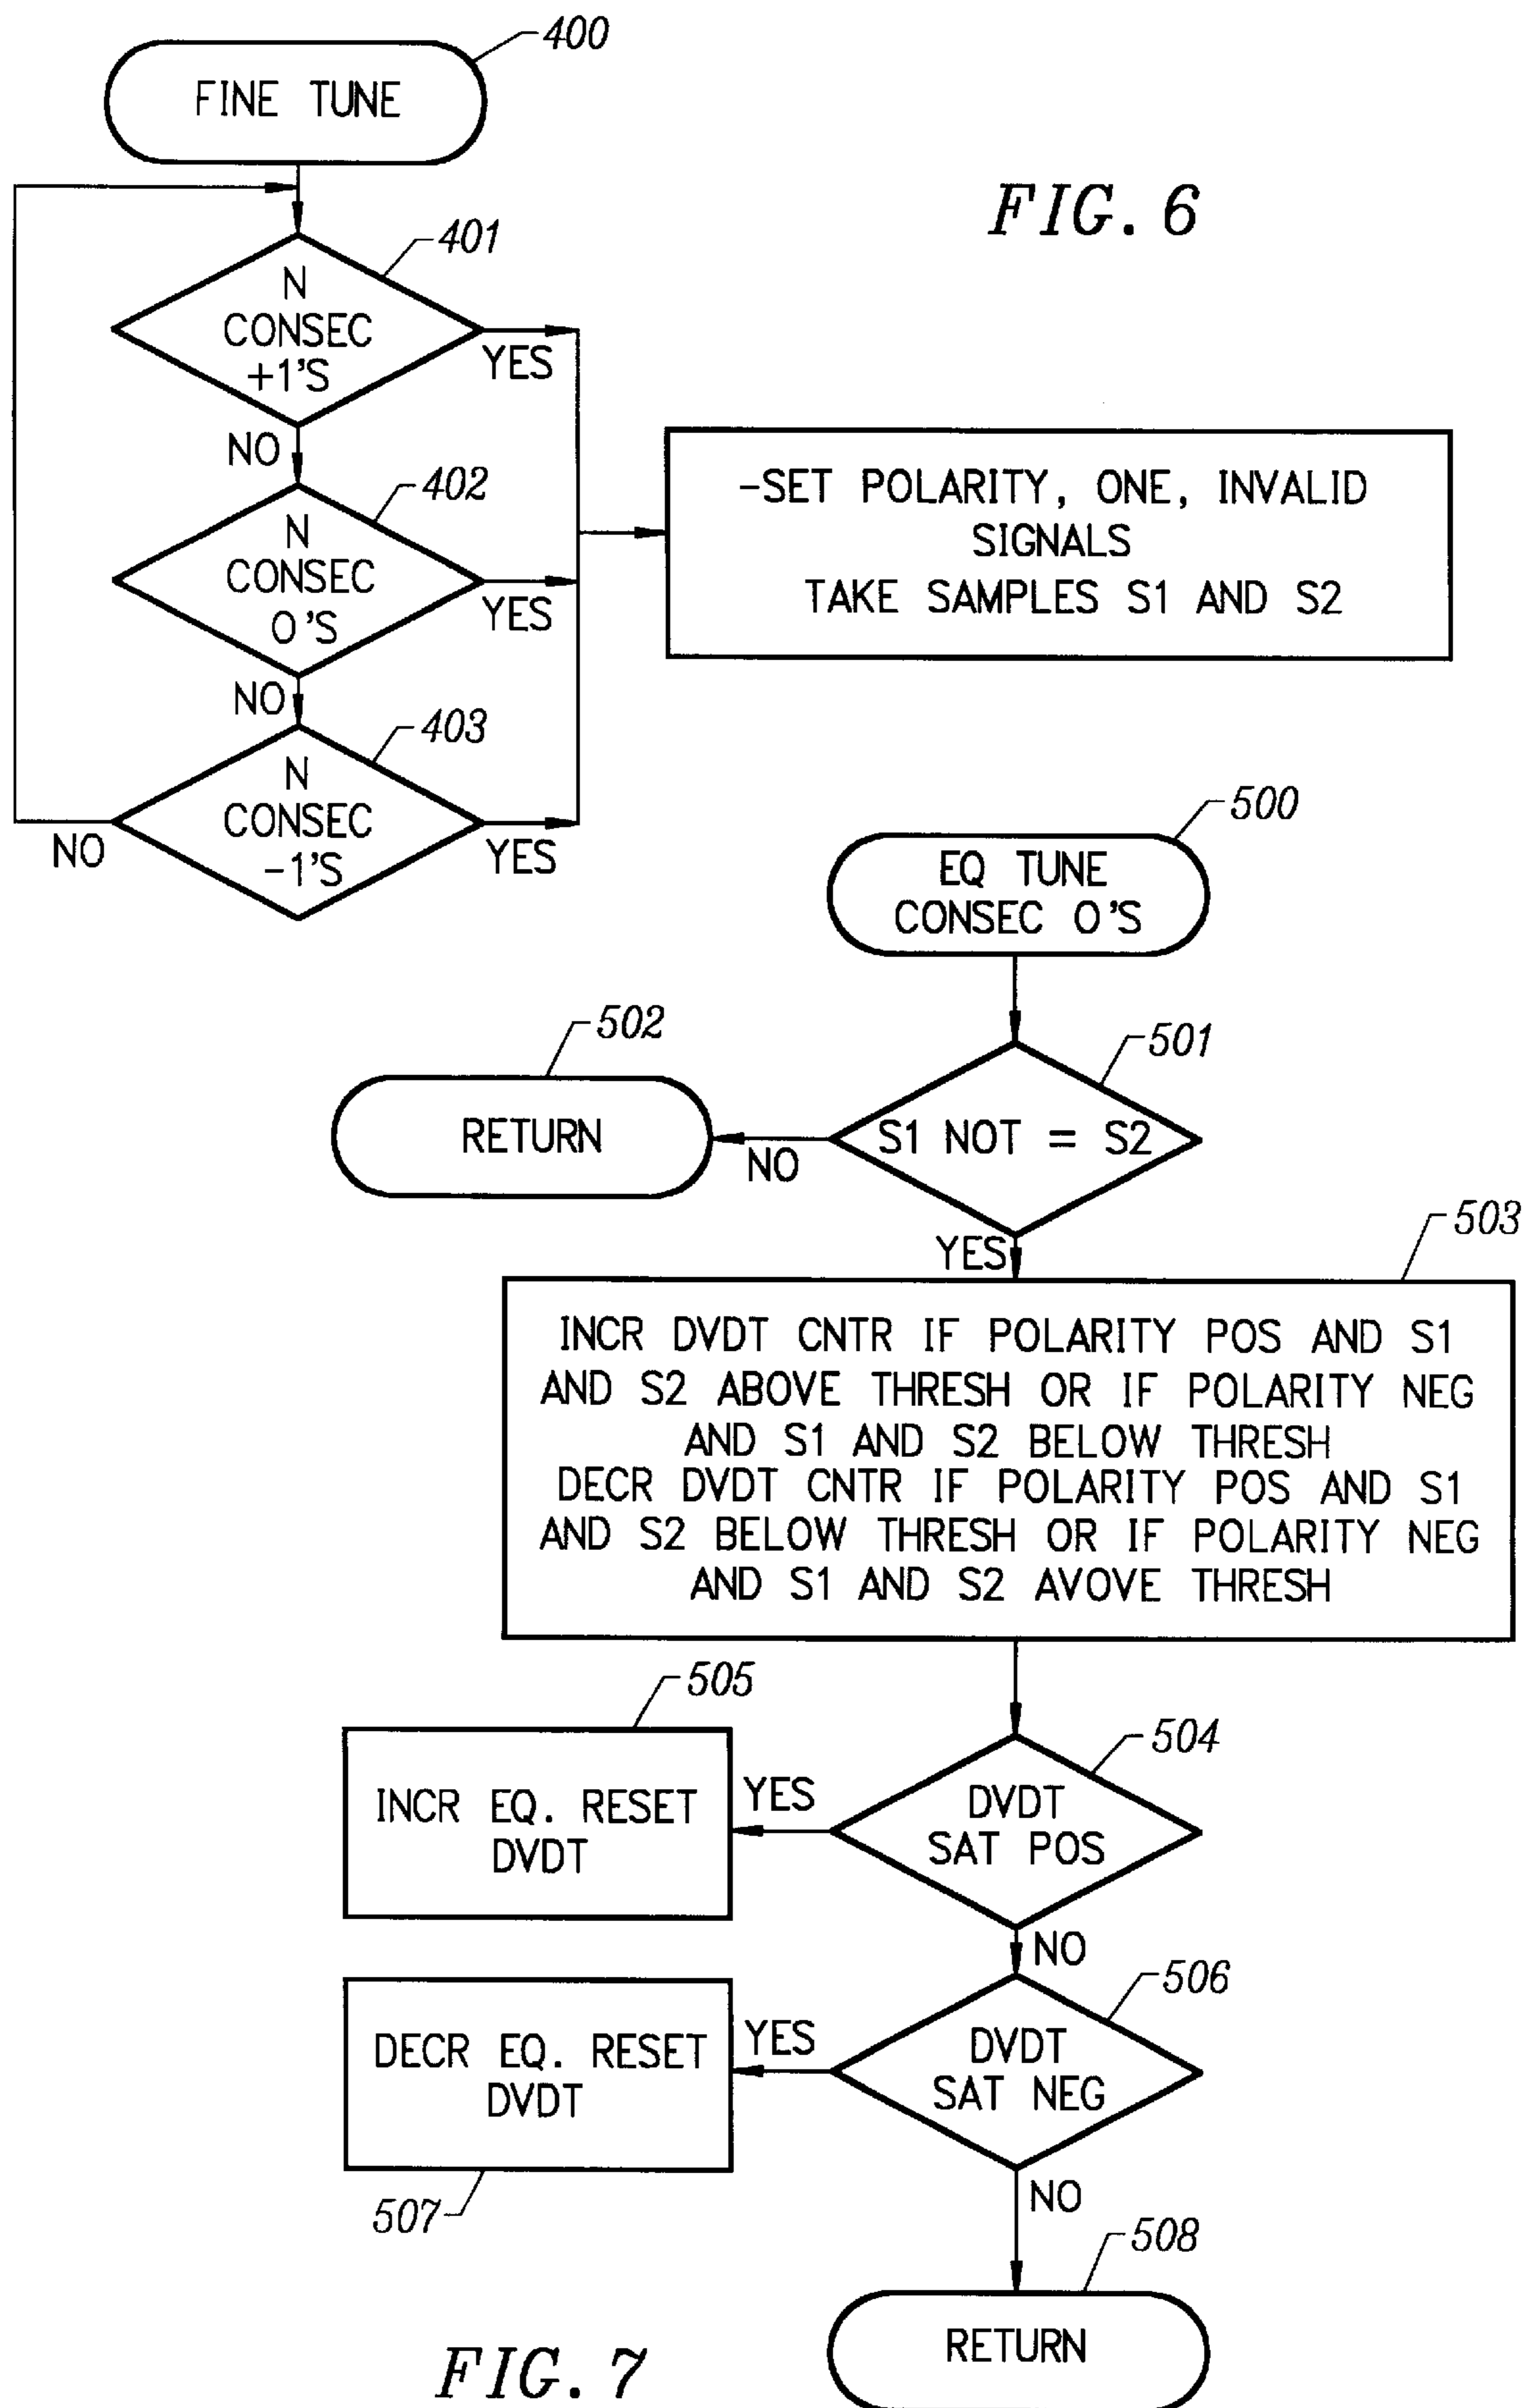 400
FINE TUNE
FIG. 6
401
N
CONSEC
+1'S
YES
NO
402
N
CONSEC
0'S
YES
NO
403
N
CONSEC
-1'S
YES
NO
-SET POLARITY, ONE, INVALID
SIGNALS
TAKE SAMPLES S1 AND S2
500
EQ TUNE
CONSEC 0'S
501
S1 NOT = S2
NO
502
RETURN
YES
503
INCR DVDT CNTR IF POLARITY POS AND S1
AND S2 ABOVE THRESH OR IF POLARITY NEG
AND S1 AND S2 BELOW THRESH
DECR DVDT CNTR IF POLARITY POS AND S1
AND S2 BELOW THRESH OR IF POLARITY NEG
AND S1 AND S2 AVOVE THRESH
504
DVDT
SAT POS
YES
505
INCR EQ. RESET
DVDT
NO
506
DVDT
SAT NEG
YES
DECR EQ. RESET
DVDT
507
NO
508
RETURN
FIG. 7